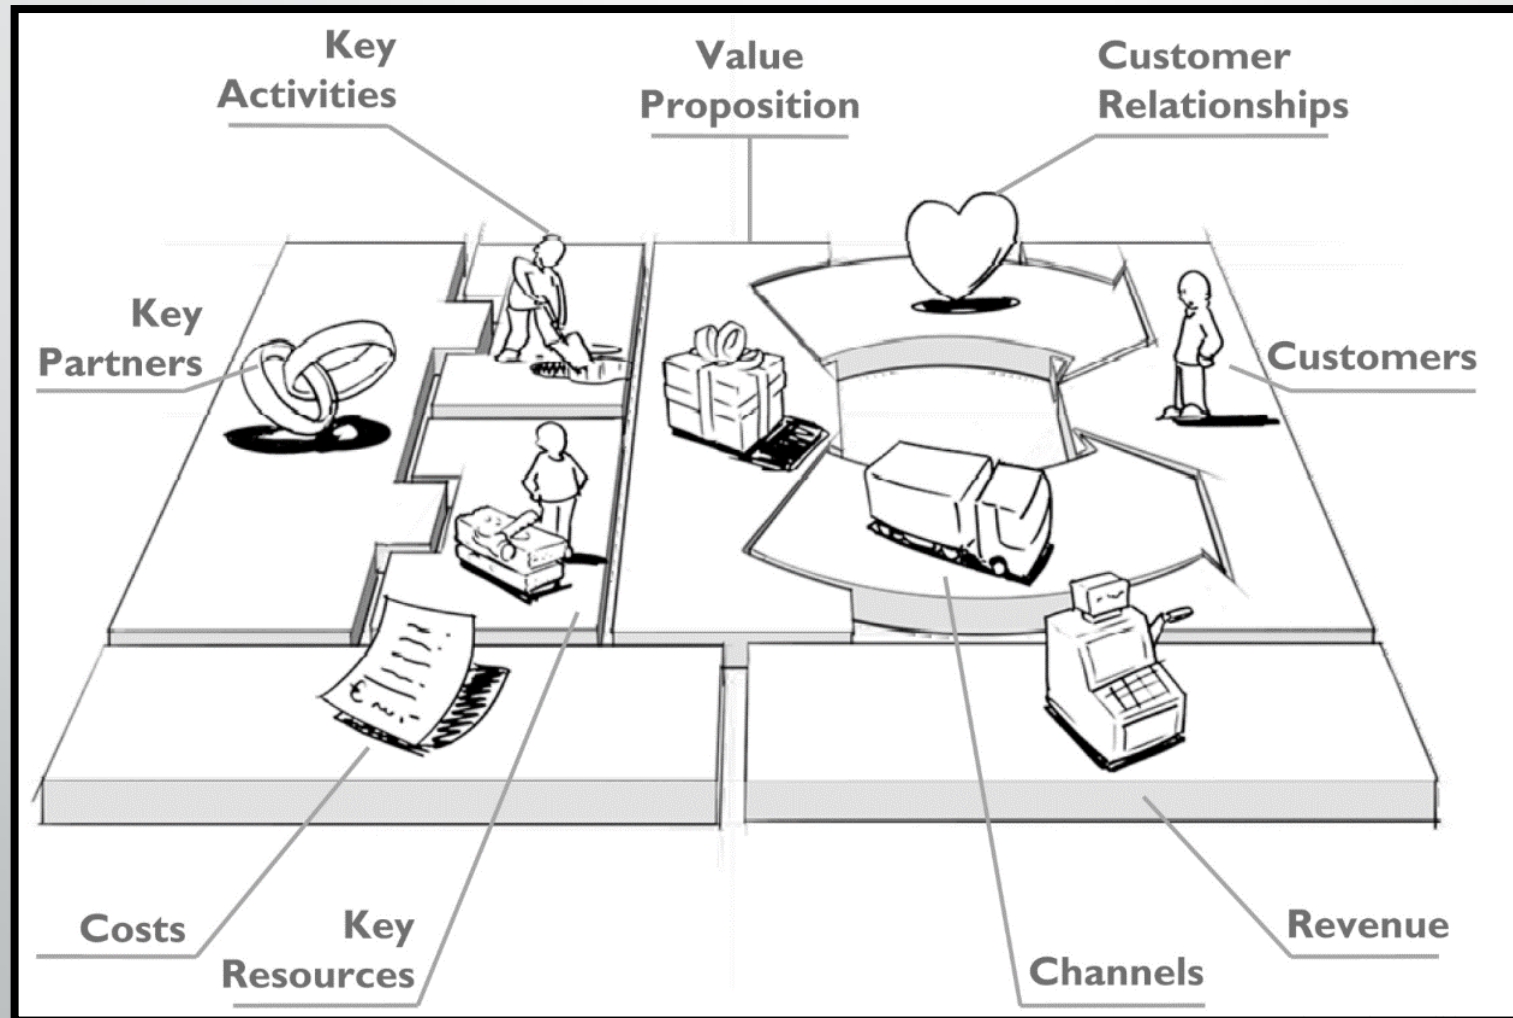 Key
Activities
Value
Proposition
Customer
Relationships
Key
Partners
Customers
Costs
Key
Resources
Channels
Revenue